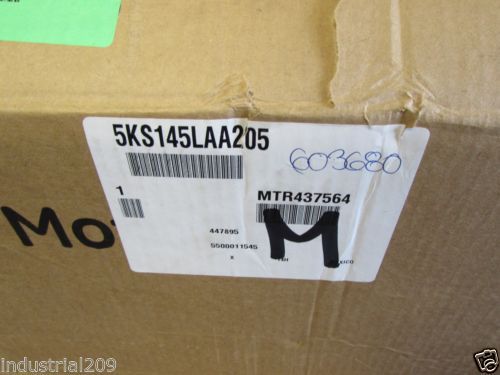 5KS145LAA205
603680
1
MTR437564
Mo
447895
5500011545
X
M
industrial209